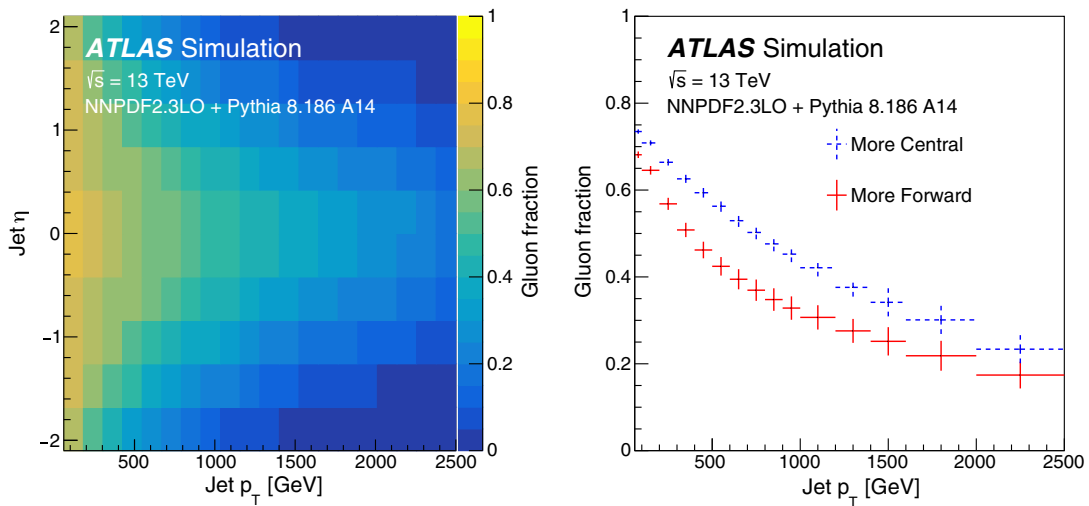 ATLAS Simulation
√s = 13 TeV
NNPDF2.3LO + Pythia 8.186 A14
2
1
0
−1
−2
Jet η
500
1000
1500
2000
2500
Jet p_T [GeV]
1
0.8
0.6
0.4
0.2
0
Gluon fraction
ATLAS Simulation
√s = 13 TeV
NNPDF2.3LO + Pythia 8.186 A14
More Central
More Forward
1
0.8
0.6
0.4
0.2
0
Gluon fraction
500
1000
1500
2000
2500
Jet p_T [GeV]